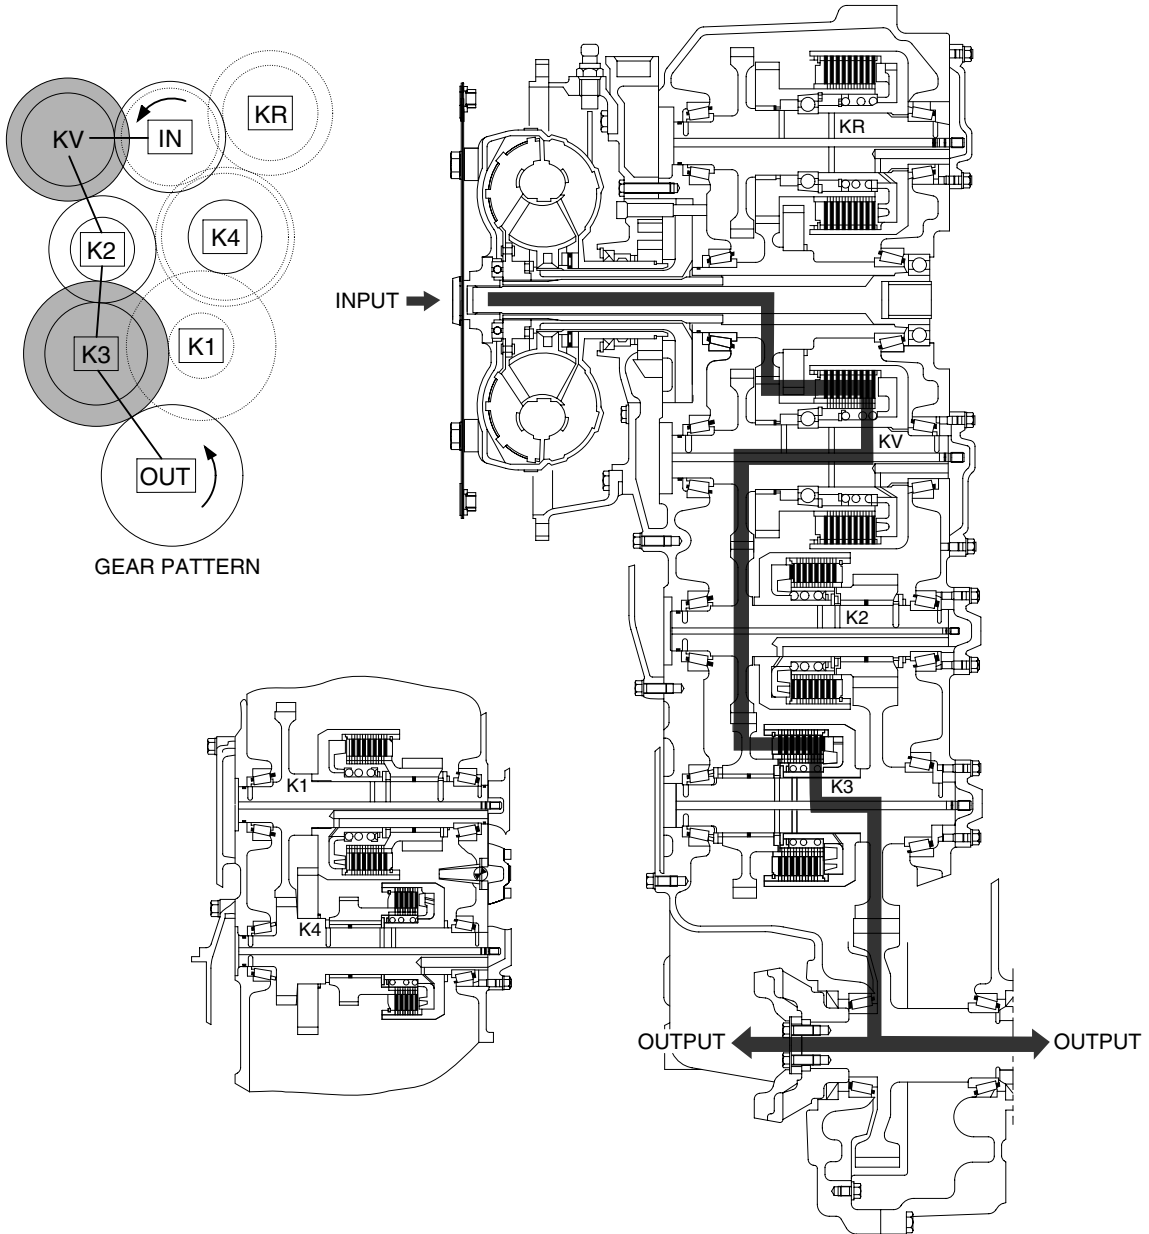 KV
IN
KR
K2
K4
K3
K1
OUT
GEAR PATTERN
INPUT
KR
KV
K2
K3
K1
K4
OUTPUT
OUTPUT